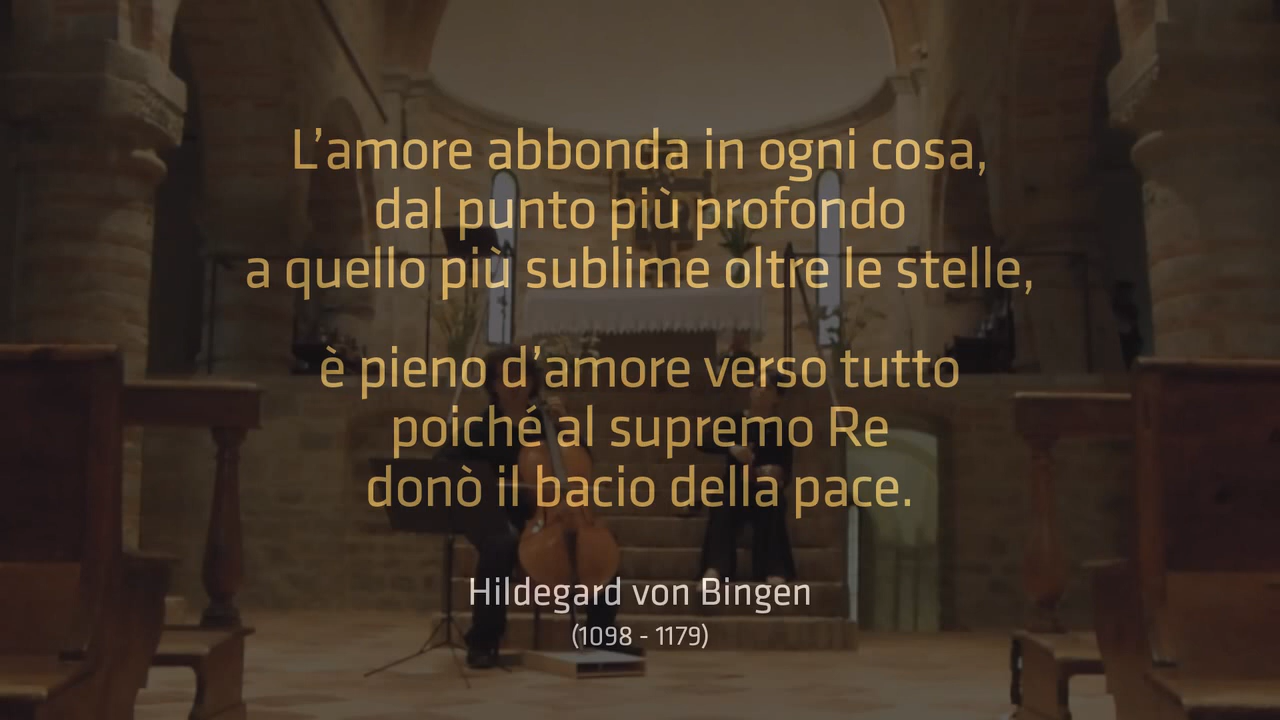 L’amore abbonda in ogni cosa,
dal punto più profondo
a quello più sublime oltre le stelle,
è pieno d’amore verso tutto
poiché al supremo Re
donò il bacio della pace.
Hildegard von Bingen
(1098 - 1179)